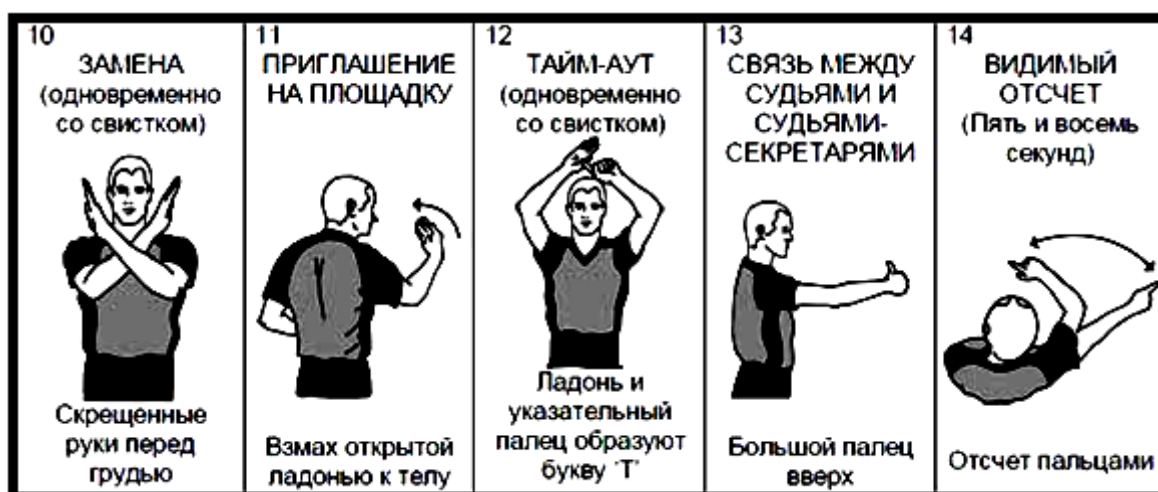 10
ЗАМЕНА
(одновременно
со свистком)
Скрещенные
руки перед
грудью
11
ПРИГЛАШЕНИЕ
НА ПЛОЩАДКУ
Взмах открытой
ладонью к телу
12
ТАЙМ-АУТ
(одновременно
со свистком)
Ладонь и
указательный
палец образуют
букву 'Т'
13
СВЯЗЬ МЕЖДУ
СУДЬЯМИ И
СУДЬЯМИ-
СЕКРЕТАРЯМИ
Большой палец
вверх
14
ВИДИМЫЙ
ОТСЧЕТ
(Пять и восемь
секунд)
Отсчет пальцами